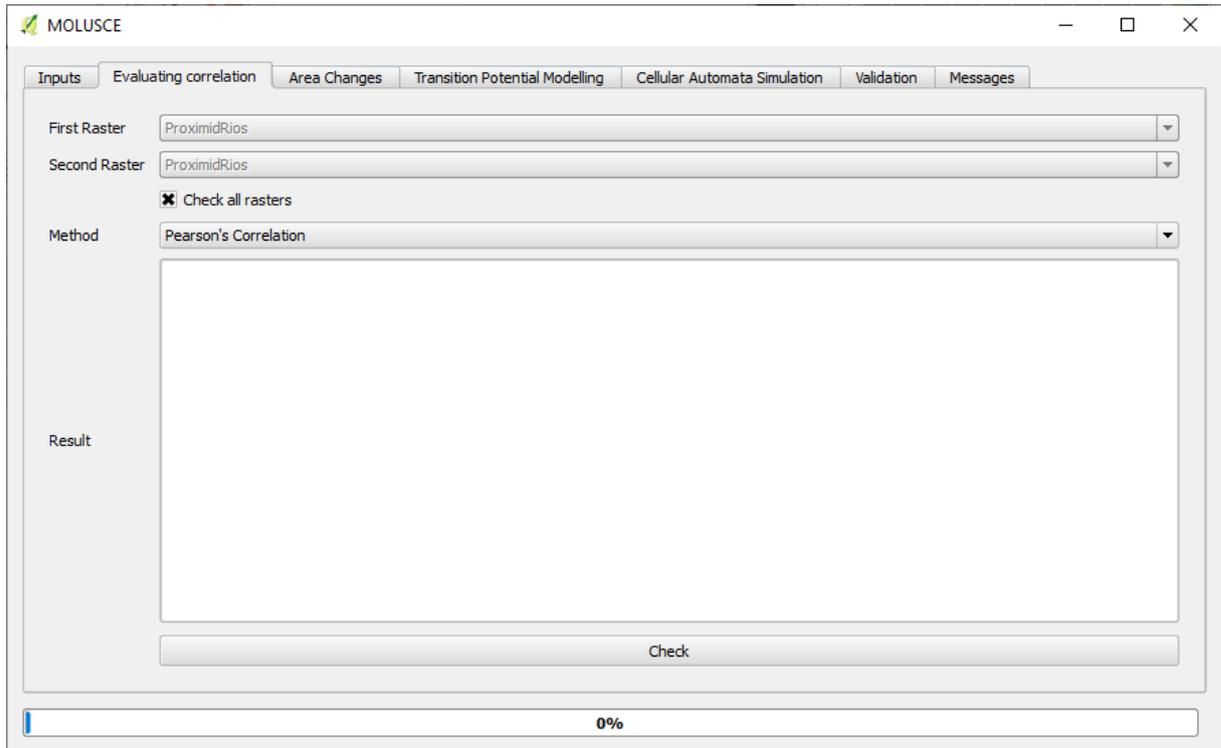 MOLUSCE
Inputs Evaluating correlation Area Changes Transition Potential Modelling Cellular Automata Simulation Validation Messages
First Raster ProximidRios
Second Raster ProximidRios
Check all rasters
Method Pearson's Correlation
Result
Check
0%